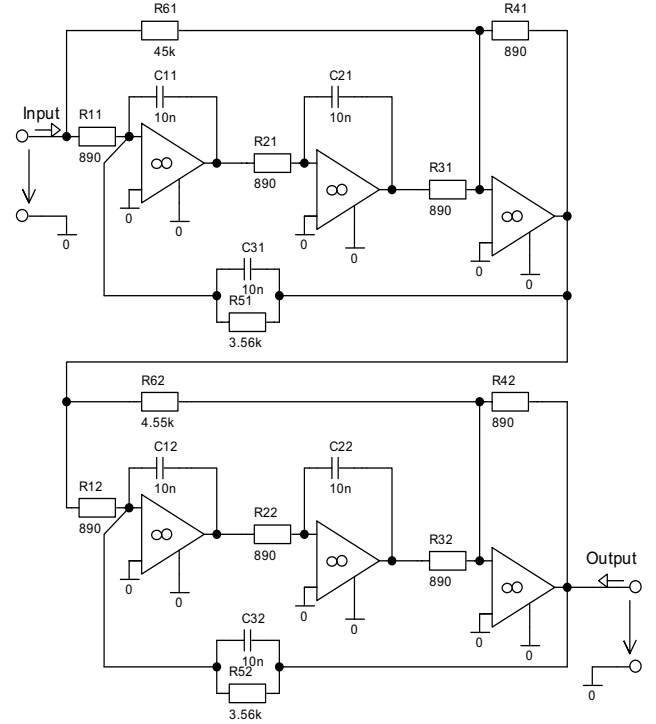 R61
R41
45k
890
C11
C21
Input
R11
10n
10n
R21
R31
890
∞
890
∞
890
∞
0
0
0
0
0
0
0
C31
10n
R51
3.56k
R62
R42
4.55k
890
C12
C22
R12
10n
10n
R22
R32
890
∞
890
∞
890
∞
Output
0
0
0
0
0
0
0
C32
10n
R52
3.56k